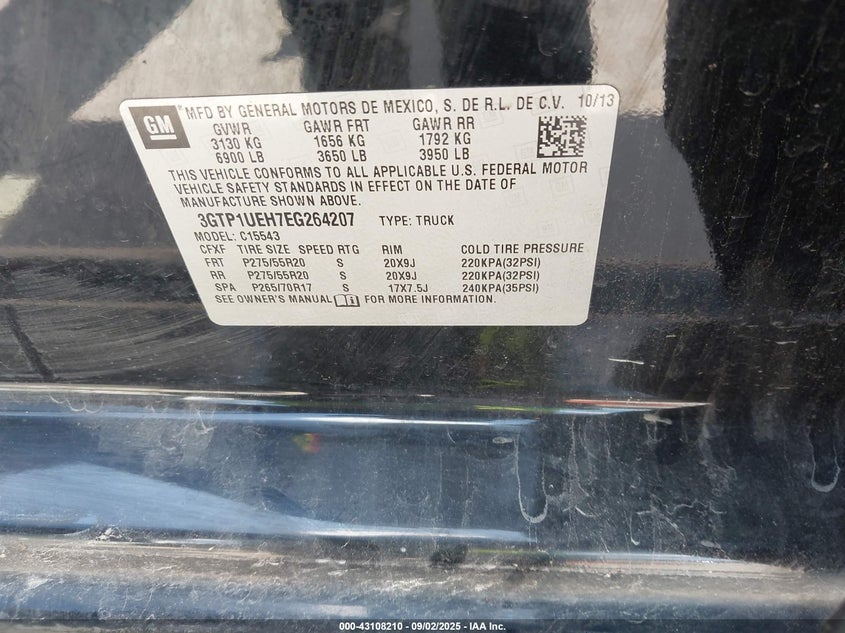 GM
® MFD BY GENERAL MOTORS DE MEXICO, S. DE R.L. DE C.V. 10/13
GVWR GAWR FRT GAWR RR
3130 KG 1656 KG 1792 KG
6900 LB 3650 LB 3950 LB
THIS VEHICLE CONFORMS TO ALL APPLICABLE U.S. FEDERAL MOTOR
VEHICLE SAFETY STANDARDS IN EFFECT ON THE DATE OF
MANUFACTURE SHOWN ABOVE.
3GTP1UEH7EG264207 TYPE: TRUCK
MODEL: C15543
CFXF TIRE SIZE SPEED RTG RIM COLD TIRE PRESSURE
FRT P275/55R20 S 20X9J 220KPA(32PSI)
RR P275/55R20 S 20X9J 220KPA(32PSI)
SPA P265/70R17 S 17X7.5J 240KPA(35PSI)
SEE OWNER'S MANUAL FOR MORE INFORMATION.
000-43108210 - 09/02/2025 - IAA Inc.